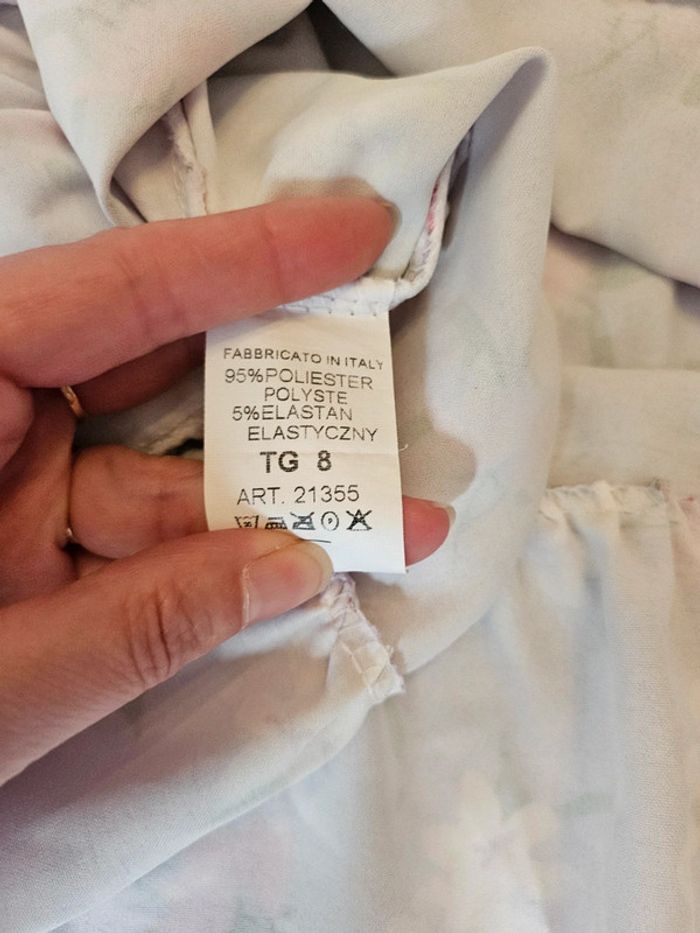 FABBRICATO IN ITALY
95%POLIESTER
POLYSTE
5%ELASTAN
ELASTYCZNY
TG 8
ART. 21355